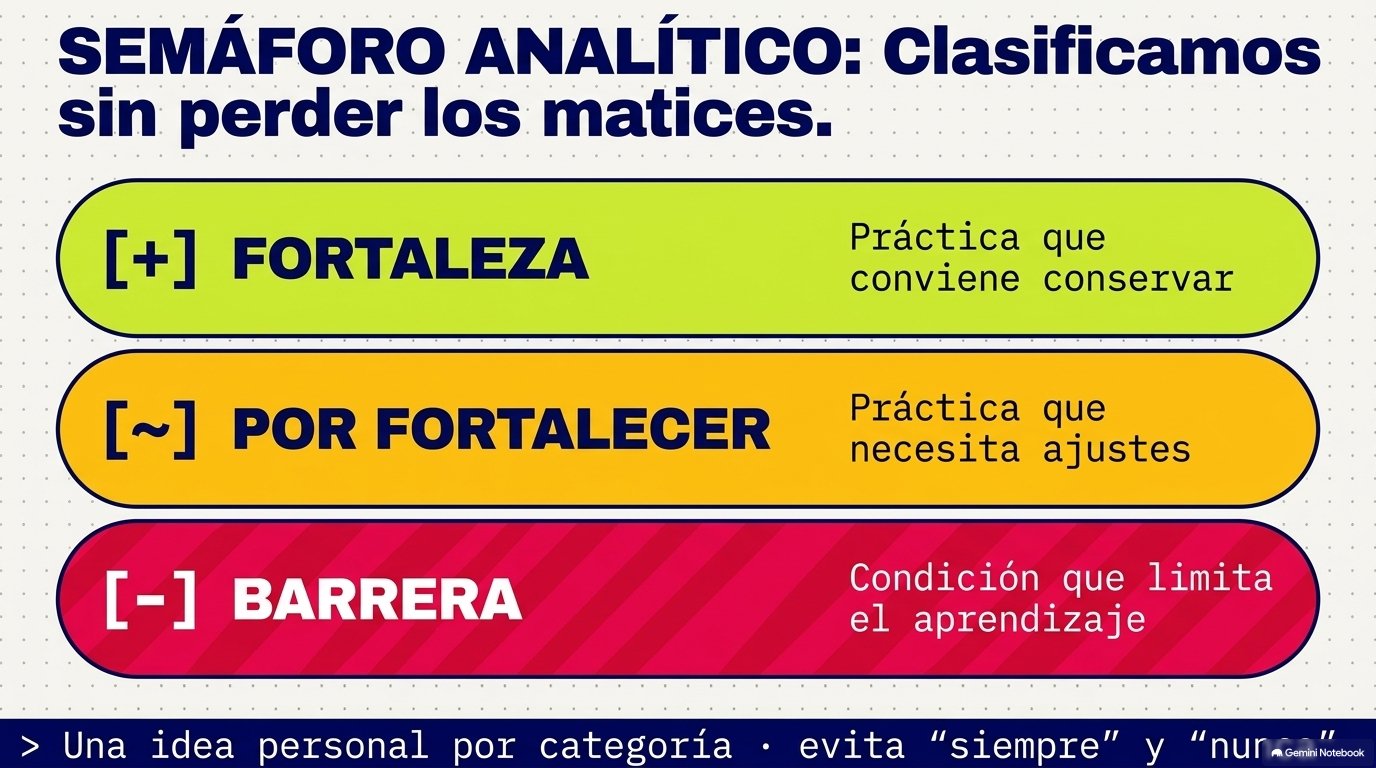 SEMÁFORO ANALÍTICO: Clasificamos
sin perder los matices.
[+] FORTALEZA
Práctica que
conviene conservar
[~] POR FORTALECER
Práctica que
necesita ajustes
[-] BARRERA
Condición que limita
el aprendizaje
> Una idea personal por categoría · evita “siempre” y
Gemini Notebook